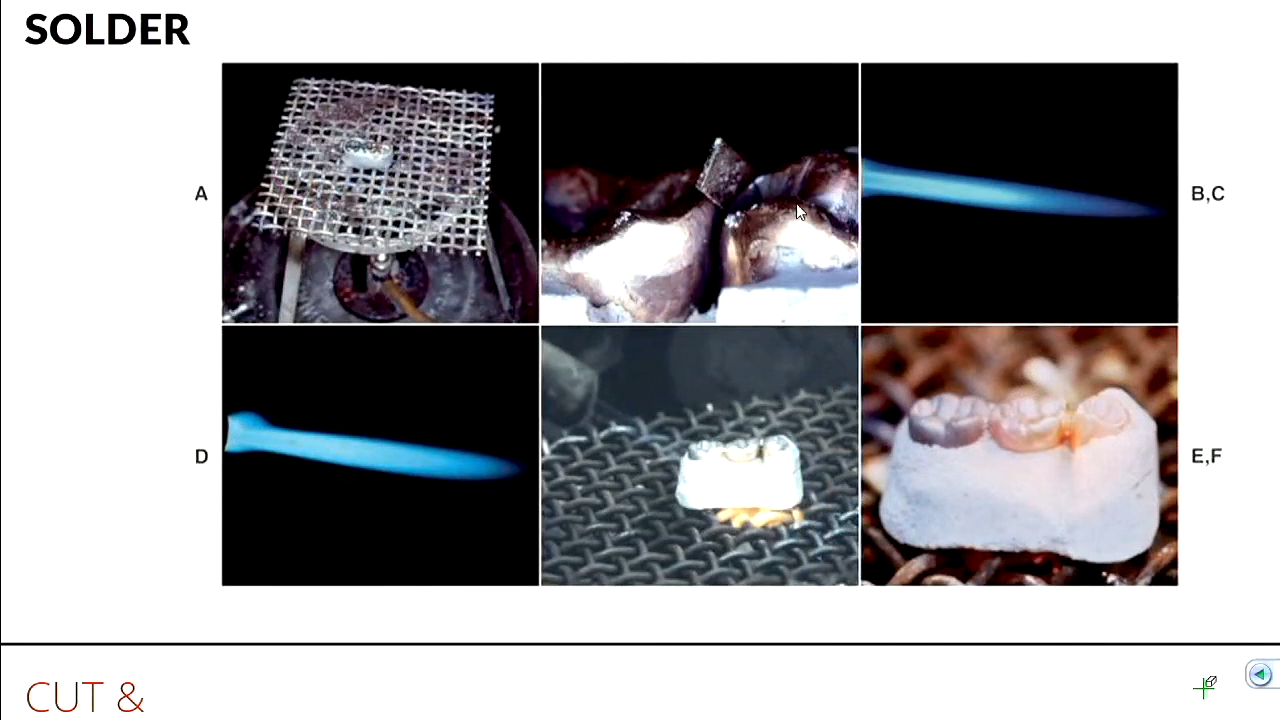 SOLDER
A
B,C
D
E,F
CUT &